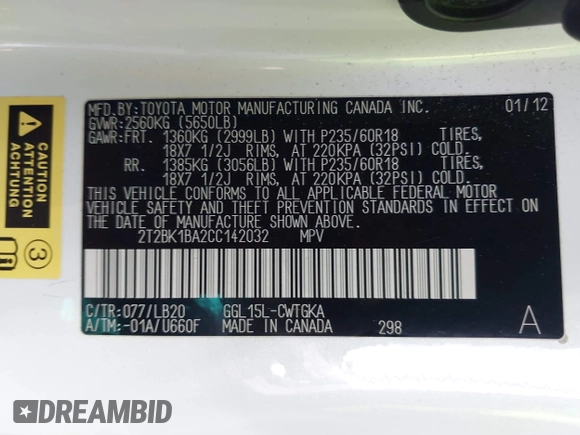 MFD.BY:TOYOTA MOTOR MANUFACTURING CANADA INC. 01/12
GVWR:2560KG (5650LB)
GAWR:FRT. 1360KG (2999LB) WITH P235/60R18 TIRES,
18X7 1/2J RIMS, AT 220KPA (32PSI) COLD.
RR. 1385KG (3056LB) WITH P235/60R18 TIRES,
18X7 1/2J RIMS, AT 220KPA (32PSI) COLD.
THIS VEHICLE CONFORMS TO ALL APPLICABLE FEDERAL MOTOR
VEHICLE SAFETY AND THEFT PREVENTION STANDARDS IN EFFECT ON
THE DATE OF MANUFACTURE SHOWN ABOVE.
2T2BK1BA2CC142032 MPV
C/TR:077/LB20 GGL15L-CWTGKA
A/TM:-01A/U660F MADE IN CANADA 298 A
3
DREAMBID